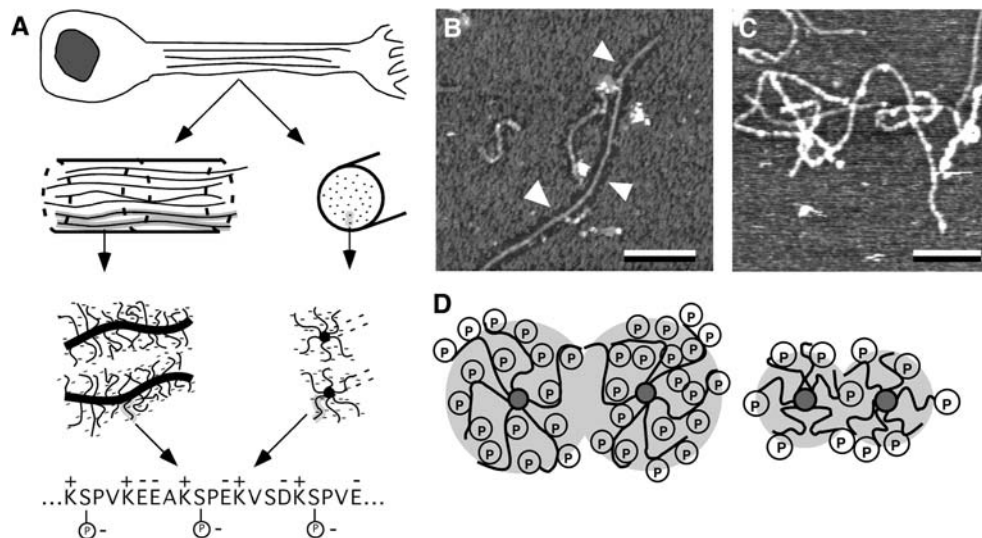 A
B
C
+ + - - + - + - + -
...KSPVKEEAKSPEKVSDKSPVE...
P - P - P -
D
P P P P P P P P P P P P P P P P
P P P P P P P P P P P P P P P P P P
P P P P P P P P P